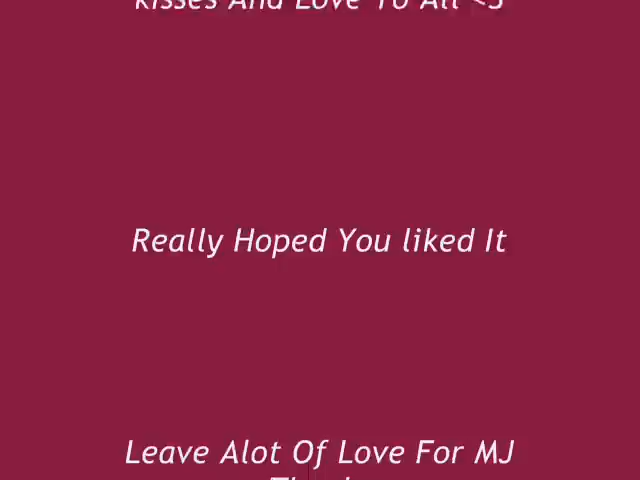 Kisses And Love To All <3
Really Hoped You liked It
Leave Alot Of Love For MJ